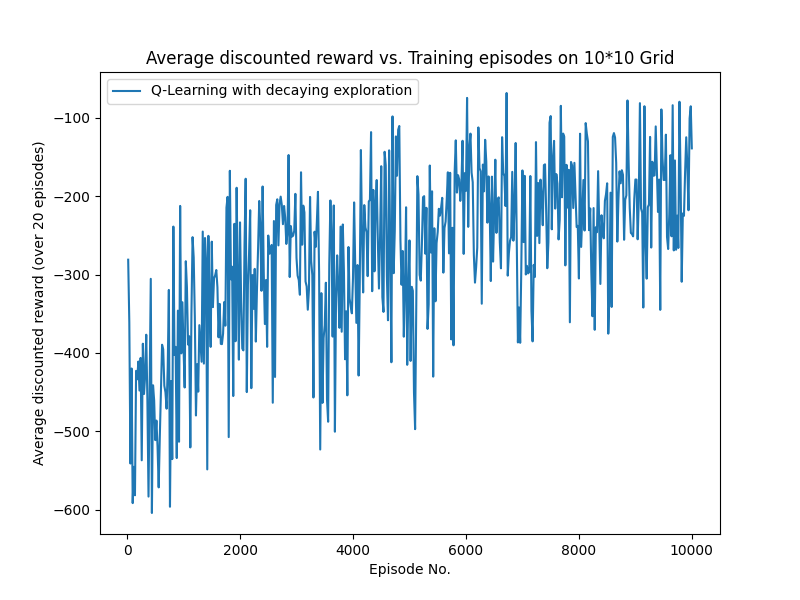 Average discounted reward vs. Training episodes on 10*10 Grid
Q-Learning with decaying exploration
Average discounted reward (over 20 episodes)
−100
−200
−300
−400
−500
−600
0 2000 4000 6000 8000 10000
Episode No.